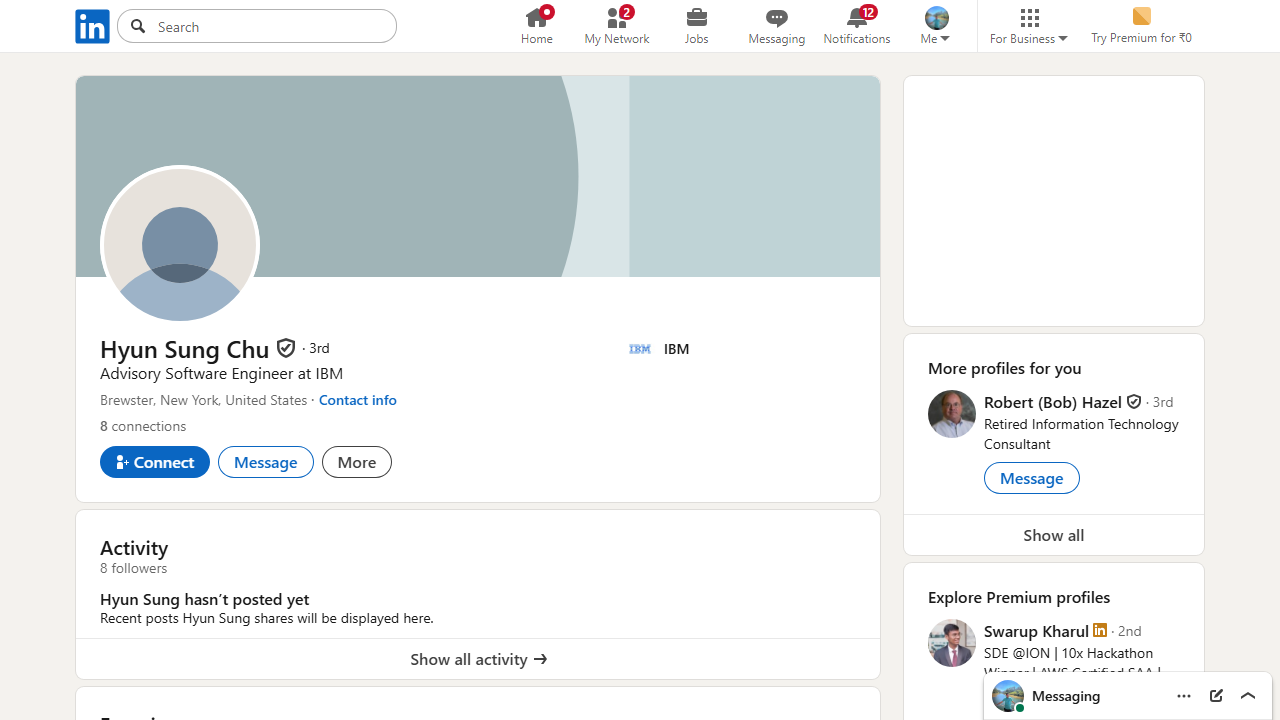 Search
Home
2
My Network
Jobs
Messaging
12
Notifications
Me
For Business
Try Premium for ₹0
Hyun Sung Chu · 3rd
IBM IBM
Advisory Software Engineer at IBM
Brewster, New York, United States · Contact info
8 connections
Connect
Message
More
More profiles for you
Robert (Bob) Hazel · 3rd
Retired Information Technology
Consultant
Message
Show all
Activity
8 followers
Hyun Sung hasn’t posted yet
Recent posts Hyun Sung shares will be displayed here.
Show all activity →
Explore Premium profiles
Swarup Kharul in · 2nd
SDE @ION | 10x Hackathon
Winner | AWS Certified SAA |
Messaging
in